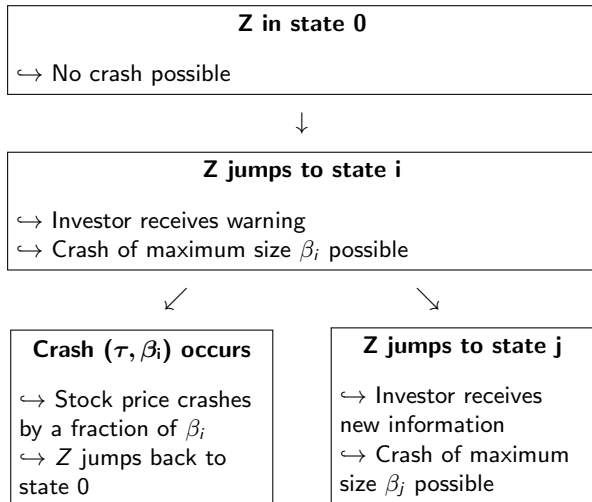 Z in state 0
↪ No crash possible
↓
Z jumps to state i
↪ Investor receives warning
↪ Crash of maximum size βᵢ possible
↙ ↘
Crash (τ, βᵢ) occurs
↪ Stock price crashes
by a fraction of βᵢ
↪ Z jumps back to
state 0
Z jumps to state j
↪ Investor receives
new information
↪ Crash of maximum
size βⱼ possible